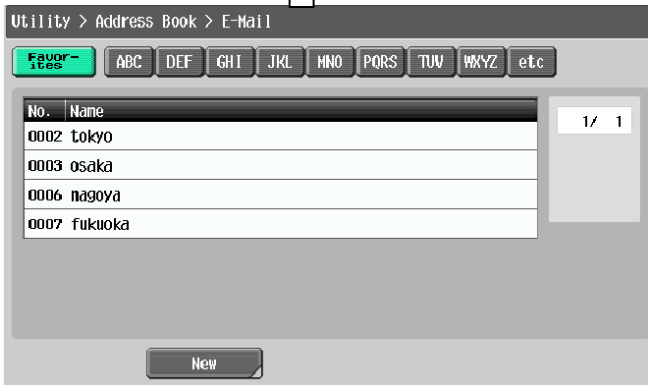 Utility > Address Book > E-Mail
Favor-
ites
ABC DEF GHI JKL MNO PQRS TUV WXYZ etc
No. Name
1/ 1
0002 tokyo
0003 osaka
0006 nagoya
0007 fukuoka
New